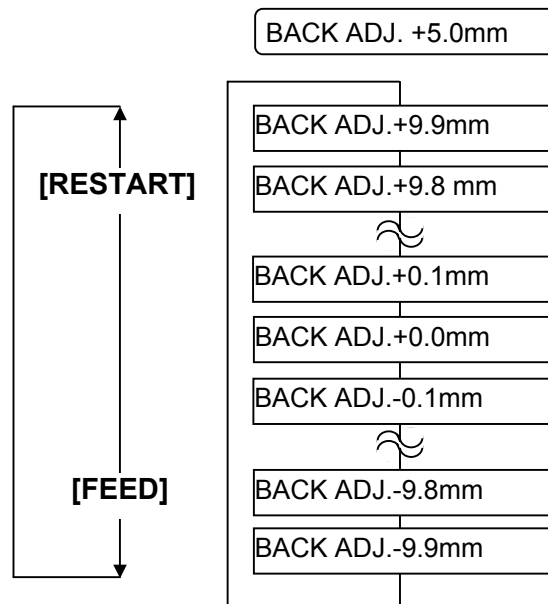 BACK ADJ. +5.0mm
BACK ADJ.+9.9mm
[RESTART]
BACK ADJ.+9.8 mm
BACK ADJ.+0.1mm
BACK ADJ.+0.0mm
BACK ADJ.-0.1mm
[FEED]
BACK ADJ.-9.8mm
BACK ADJ.-9.9mm